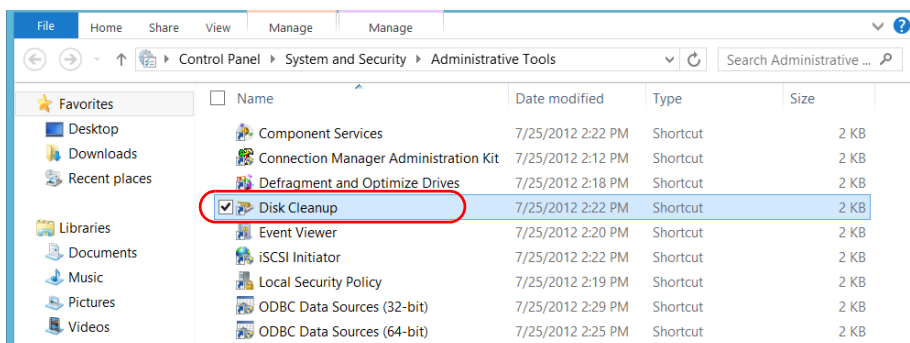 File Home Share View Manage Manage
Control Panel System and Security Administrative Tools Search Administrative ...
Favorites
Desktop
Downloads
Recent places
Libraries
Documents
Music
Pictures
Videos
Name Date modified Type Size
Component Services 7/25/2012 2:22 PM Shortcut 2 KB
Connection Manager Administration Kit 7/25/2012 2:12 PM Shortcut 2 KB
Defragment and Optimize Drives 7/25/2012 2:18 PM Shortcut 2 KB
Disk Cleanup 7/25/2012 2:22 PM Shortcut 2 KB
Event Viewer 7/25/2012 2:20 PM Shortcut 2 KB
iSCSI Initiator 7/25/2012 2:22 PM Shortcut 2 KB
Local Security Policy 7/25/2012 2:19 PM Shortcut 2 KB
ODBC Data Sources (32-bit) 7/25/2012 2:29 PM Shortcut 2 KB
ODBC Data Sources (64-bit) 7/25/2012 2:25 PM Shortcut 2 KB